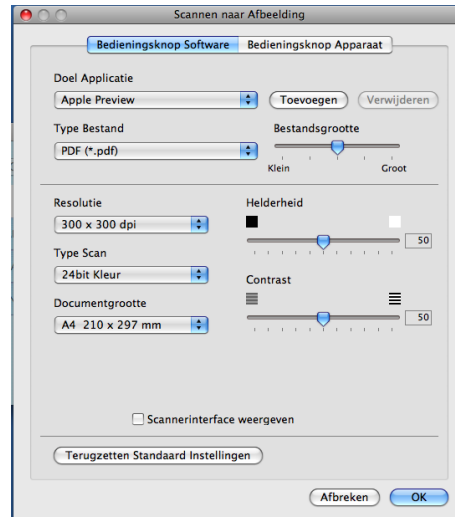 Scannen naar Afbeelding
Bedieningsknop Software Bedieningsknop Apparaat
Doel Applicatie
Apple Preview Toevoegen Verwijderen
Type Bestand Bestandsgrootte
PDF (*.pdf)
Klein Groot
Resolutie Helderheid
300 x 300 dpi
50
Type Scan
24bit Kleur
Contrast
Documentgrootte
A4 210 x 297 mm 50
Scannerinterface weergeven
Terugzetten Standaard Instellingen
Afbreken OK